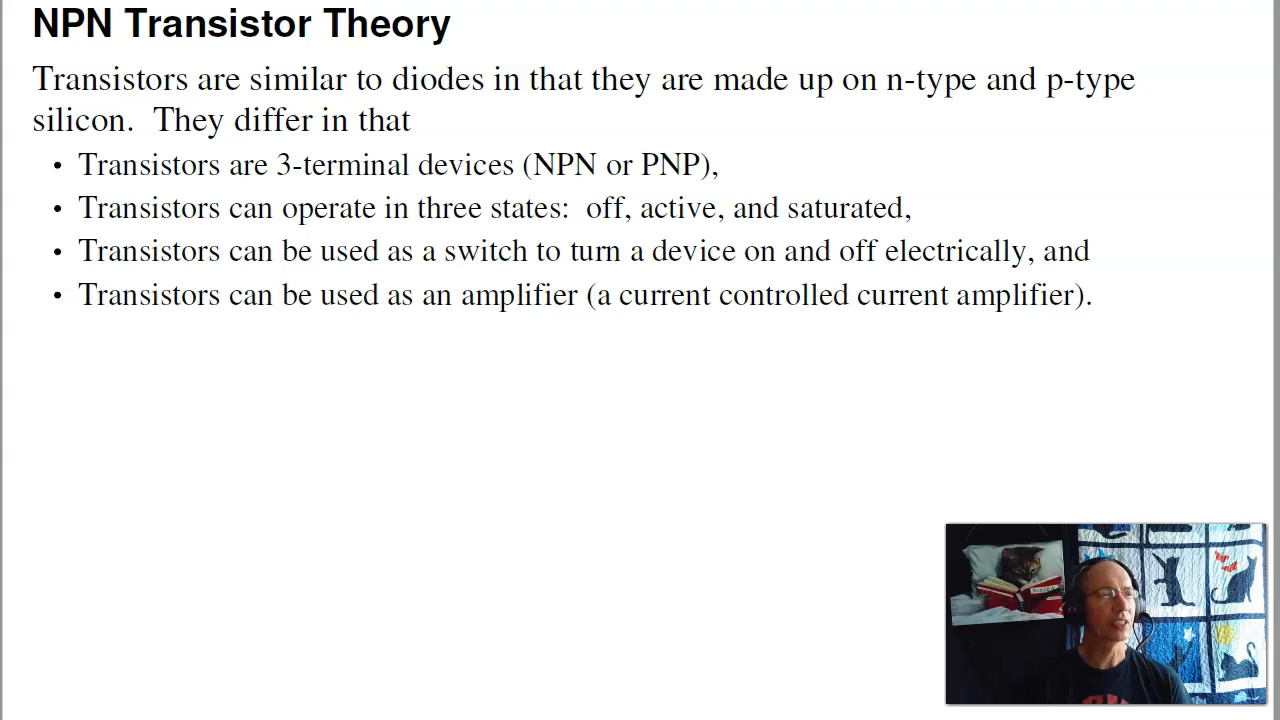 NPN Transistor Theory
Transistors are similar to diodes in that they are made up on n-type and p-type
silicon.  They differ in that
• Transistors are 3-terminal devices (NPN or PNP),
• Transistors can operate in three states:  off, active, and saturated,
• Transistors can be used as a switch to turn a device on and off electrically, and
• Transistors can be used as an amplifier (a current controlled current amplifier).